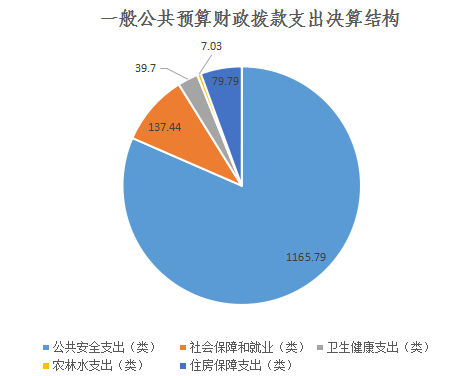 一般公共预算财政拨款支出决算结构
7.03
39.7
79.79
137.44
1165.79
公共安全支出（类） 社会保障和就业（类） 卫生健康支出（类）
农林水支出（类） 住房保障支出（类）